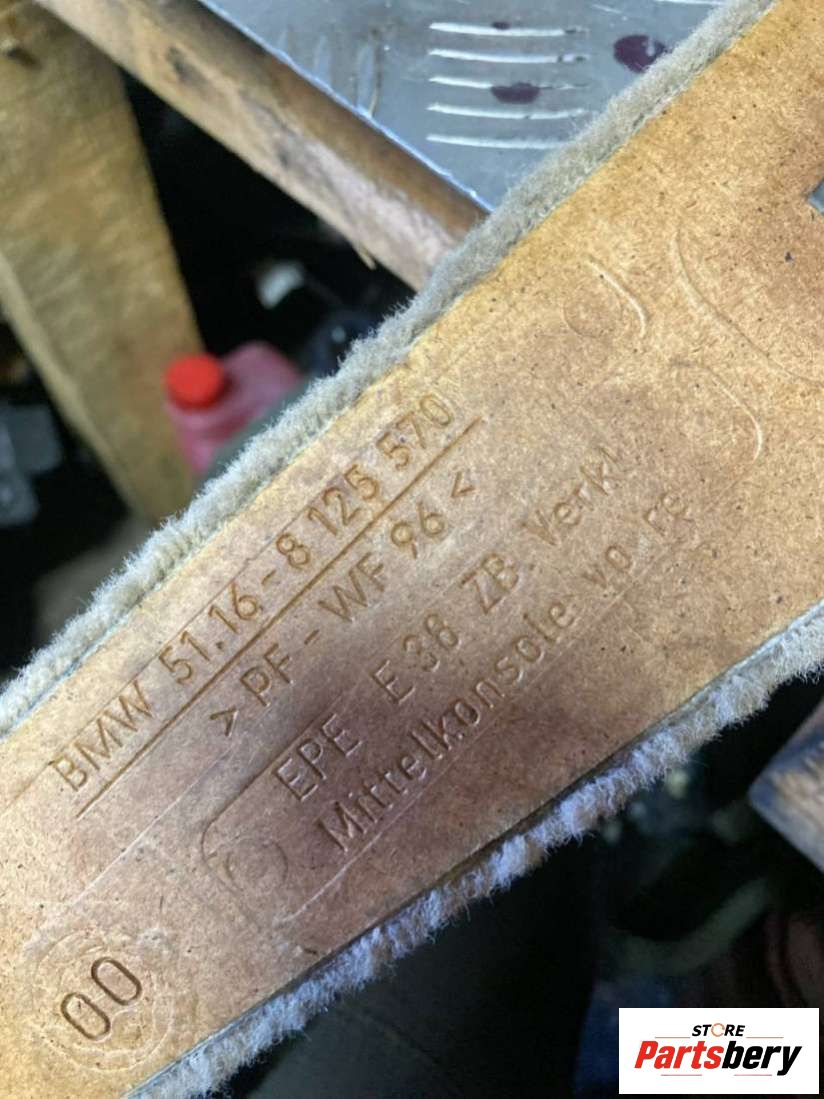 BMW 51.16-8 125 570
> PF - WF 96 <
EPE E 38 ZB Verkl
Mittelkonsole vo re
00
STORE
Partsbery